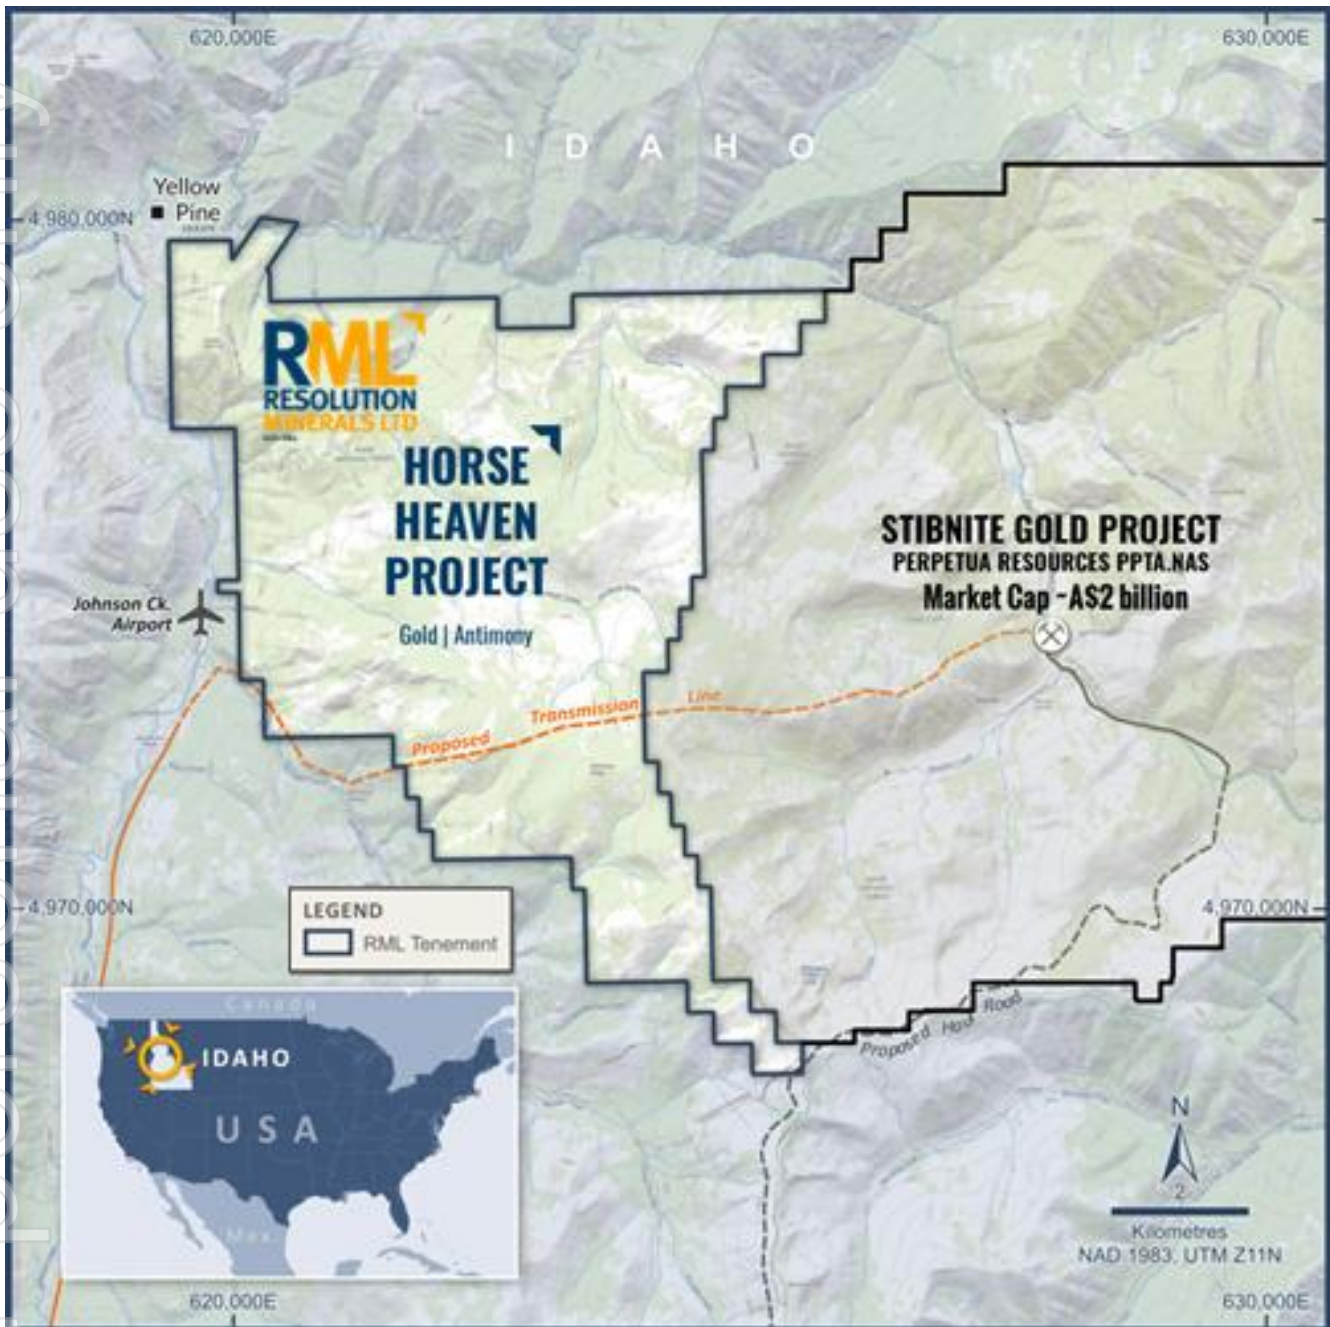 620,000E
630,000E
IDAHO
Yellow
Pine
4,980,000N
RML
RESOLUTION
MINERALS LTD
HORSE
HEAVEN
PROJECT
Gold | Antimony
STIBNITE GOLD PROJECT
PERPETUA RESOURCES PPTA.NAS
Market Cap ~A$2 billion
Johnson Ck.
Airport
Proposed Transmission Line
4,970,000N
4,970,000N
LEGEND
RML Tenement
Proposed Haul Road
Canada
IDAHO
USA
Mex
N
2
Kilometres
NAD 1983, UTM Z11N
620,000E
630,000E